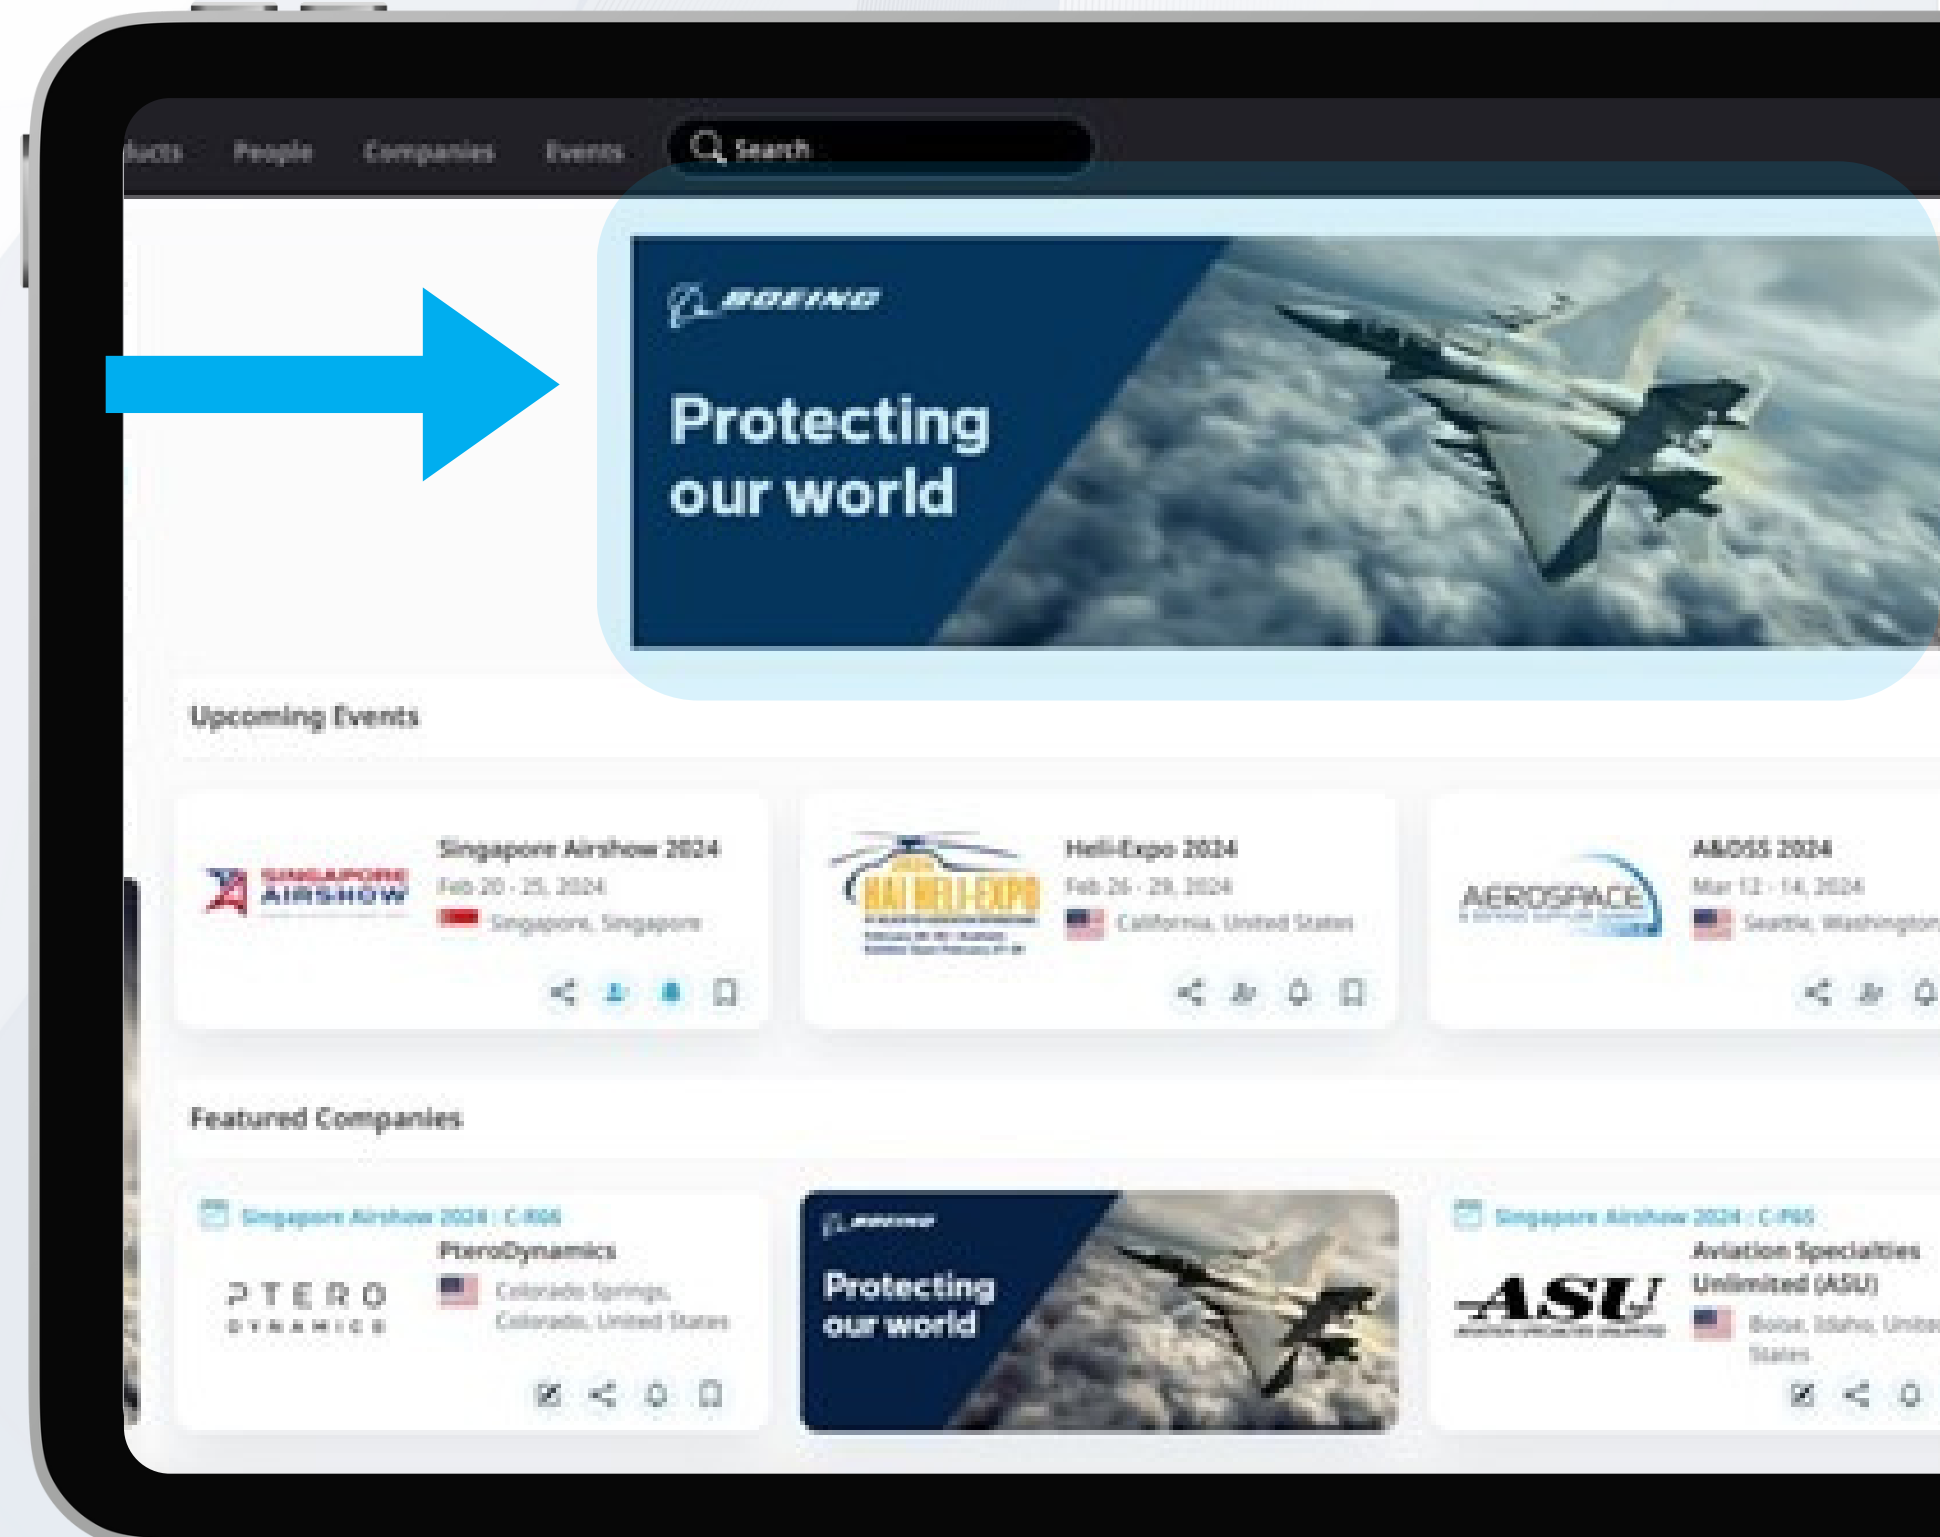 ducts People Companies Events Search
BOEING
Protecting
our world
Upcoming Events
SINGAPORE
AIRSHOW
Singapore Airshow 2024
Feb 20 - 25, 2024
Singapore, Singapore
HAI HELI-EXPO
Heli-Expo 2024
Feb 26 - 29, 2024
California, United States
AEROSPACE
A&DSS 2024
Mar 12 - 14, 2024
Seattle, Washington
Featured Companies
Singapore Airshow 2024 :
PTERO
DYNAMICS
PteroDynamics
Colorado Springs,
Colorado, United States
BOEING
Protecting
our world
Singapore Airshow 2024 :
ASU
Aviation Specialties
Unlimited (ASU)
Boise, Idaho, United
States